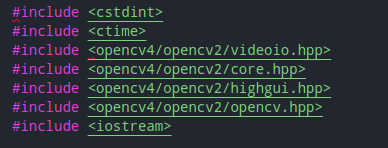 #include <cstdint>
#include <ctime>
#include <opencv4/opencv2/videoio.hpp>
#include <opencv4/opencv2/core.hpp>
#include <opencv4/opencv2/highgui.hpp>
#include <opencv4/opencv2/opencv.hpp>
#include <iostream>